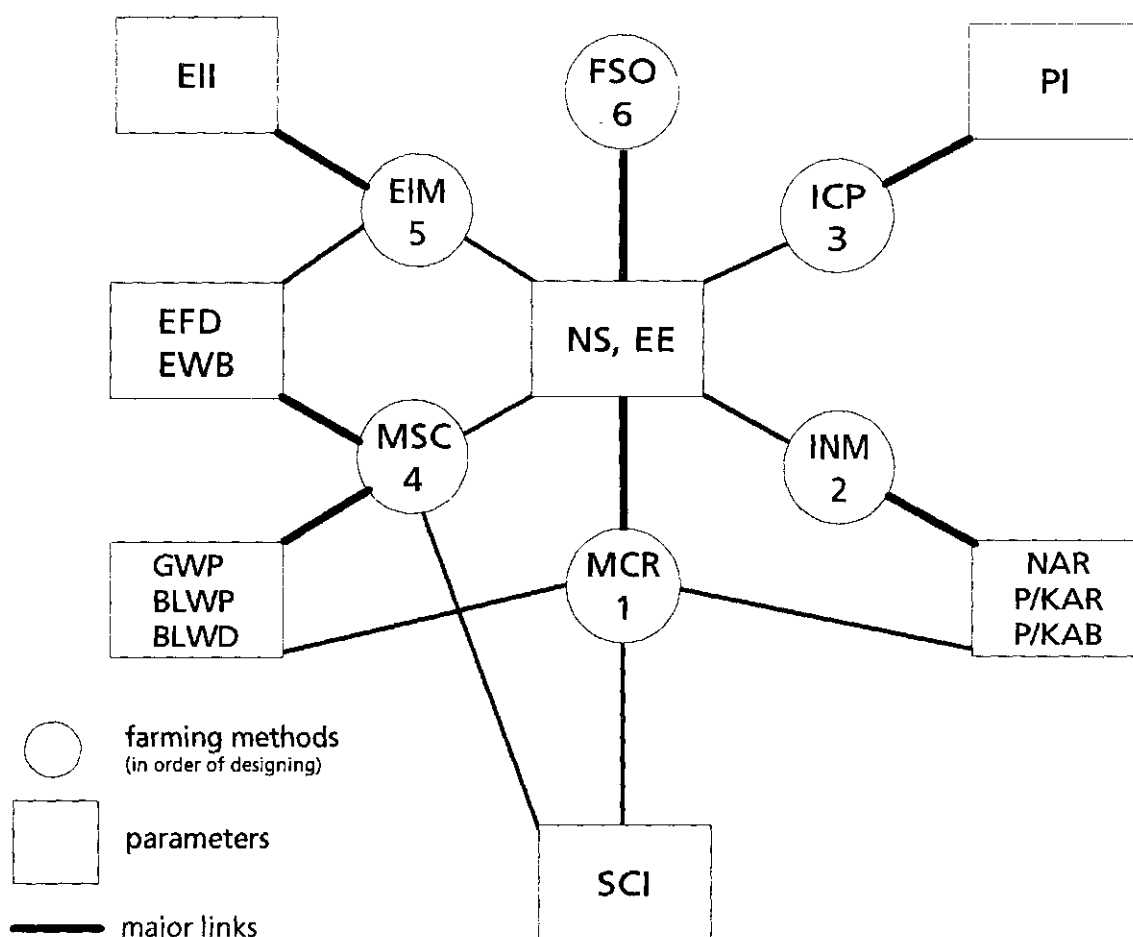 EII
FSO
6
PI
EIM
5
ICP
3
EFD
EWB
NS, EE
MSC
4
INM
2
GWP
BLWP
BLWD
MCR
1
NAR
P/KAR
P/KAB
farming methods
(in order of designing)
parameters
SCI
major links